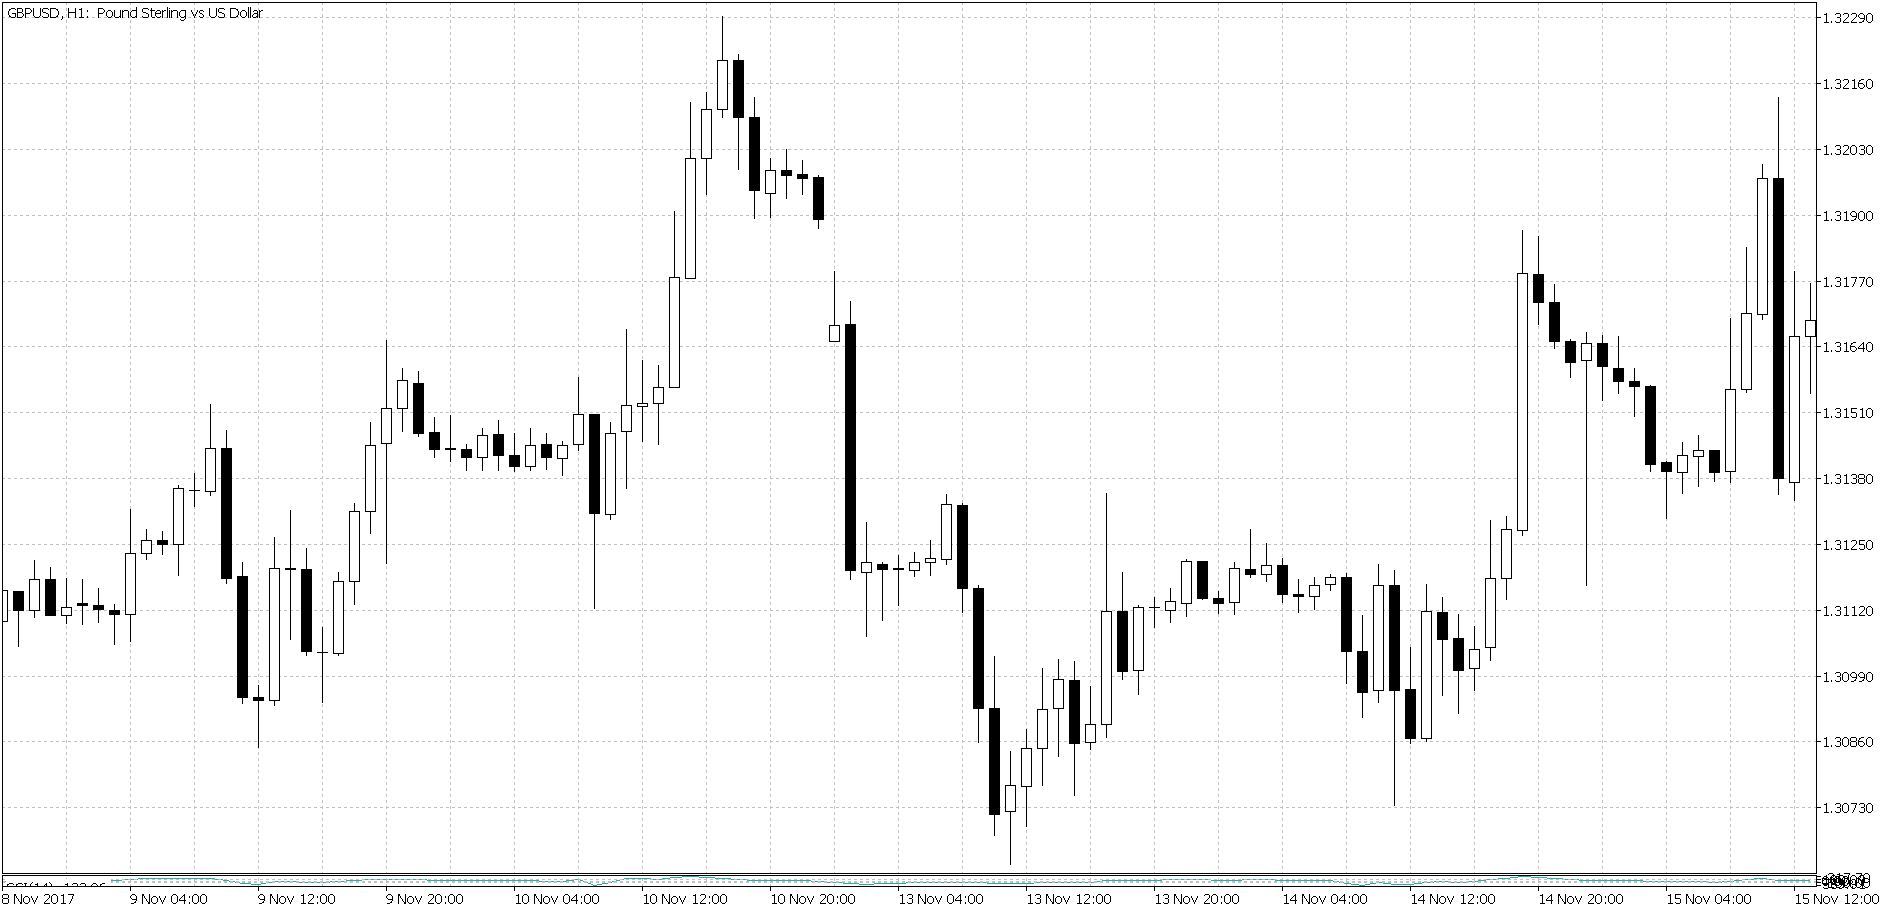 GBPUSD, H1: Pound Sterling vs US Dollar
1.32290
1.32160
1.32030
1.31900
1.31770
1.31640
1.31510
1.31380
1.31250
1.31120
1.30990
1.30860
1.30730
8 Nov 2017
9 Nov 04:00
9 Nov 12:00
9 Nov 20:00
10 Nov 04:00
10 Nov 12:00
10 Nov 20:00
13 Nov 04:00
13 Nov 12:00
13 Nov 20:00
14 Nov 04:00
14 Nov 12:00
14 Nov 20:00
15 Nov 04:00
15 Nov 12:00